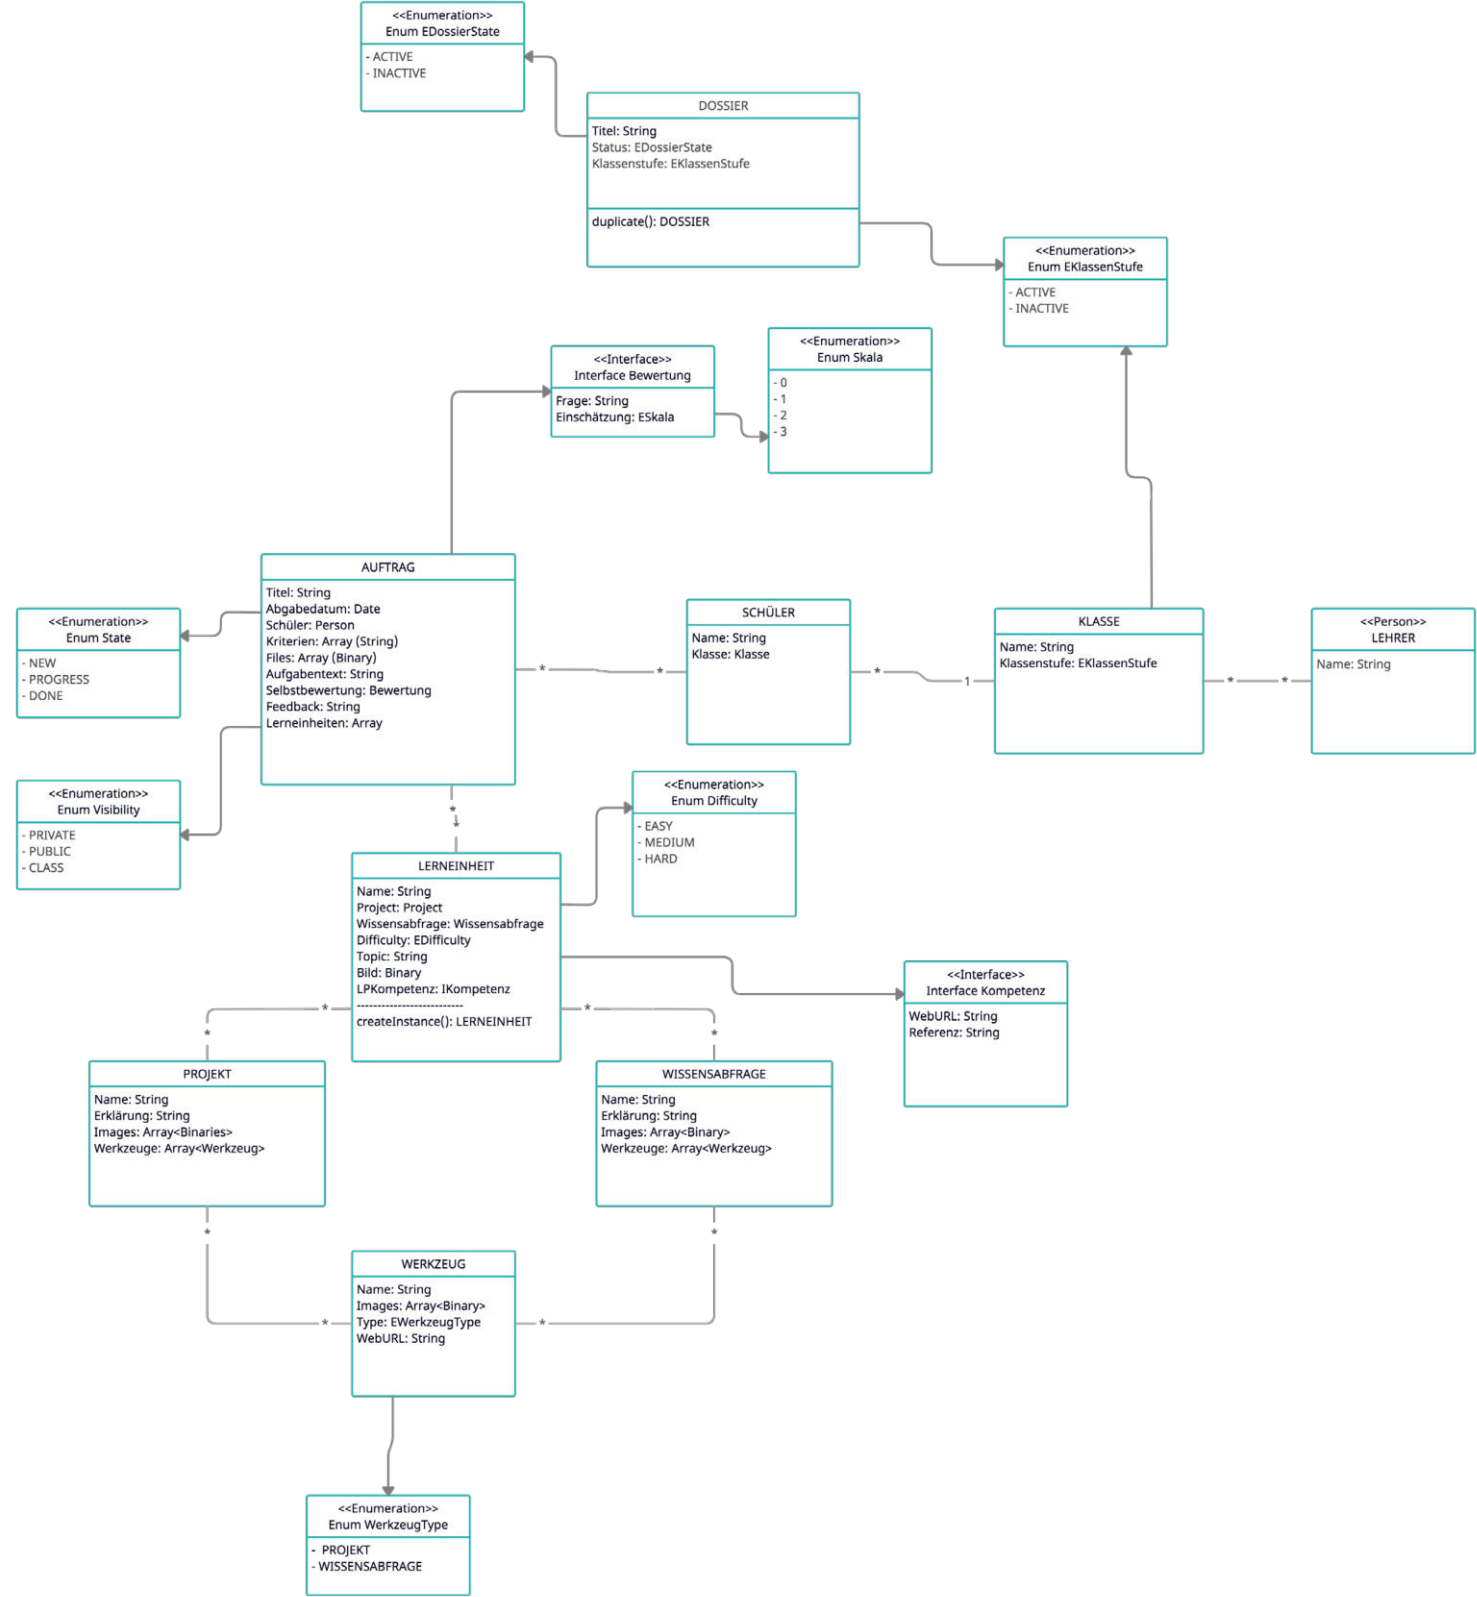 <<Enumeration>>
Enum EDossierState
- ACTIVE
- INACTIVE
DOSSIER
Titel: String
Status: EDossierState
Klassenstufe: EKlassenStufe
duplicate(): DOSSIER
<<Enumeration>>
Enum EKlassenStufe
- ACTIVE
- INACTIVE
<<Interface>>
Interface Bewertung
Frage: String
Einschätzung: ESkala
<<Enumeration>>
Enum Skala
- 0
- 1
- 2
- 3
AUFTRAG
Titel: String
Abgabedatum: Date
Schüler: Person
Kriterien: Array (String)
Files: Array (Binary)
Aufgabentext: String
Selbstbewertung: Bewertung
Feedback: String
Lerneinheiten: Array
<<Enumeration>>
Enum State
- NEW
- PROGRESS
- DONE
* *
SCHÜLER
Name: String
Klasse: Klasse
* 1
KLASSE
Name: String
Klassenstufe: EKlassenStufe
* *
<<Person>>
LEHRER
Name: String
<<Enumeration>>
Enum Visibility
- PRIVATE
- PUBLIC
- CLASS
*
*
<<Enumeration>>
Enum Difficulty
- EASY
- MEDIUM
- HARD
LERNEINHEIT
Name: String
Project: Project
Wissensabfrage: Wissensabfrage
Difficulty: EDifficulty
Topic: String
Bild: Binary
LPKompetenz: IKompetenz
--------------------------
createInstance(): LERNEINHEIT
<<Interface>>
Interface Kompetenz
WebURL: String
Referenz: String
* *
* *
PROJEKT
Name: String
Erklärung: String
Images: Array<Binaries>
Werkzeuge: Array<Werkzeug>
WISSENSABFRAGE
Name: String
Erklärung: String
Images: Array<Binary>
Werkzeuge: Array<Werkzeug>
* *
WERKZEUG
Name: String
Images: Array<Binary>
Type: EWerkzeugType
WebURL: String
* *
<<Enumeration>>
Enum WerkzeugType
- PROJEKT
- WISSENSABFRAGE